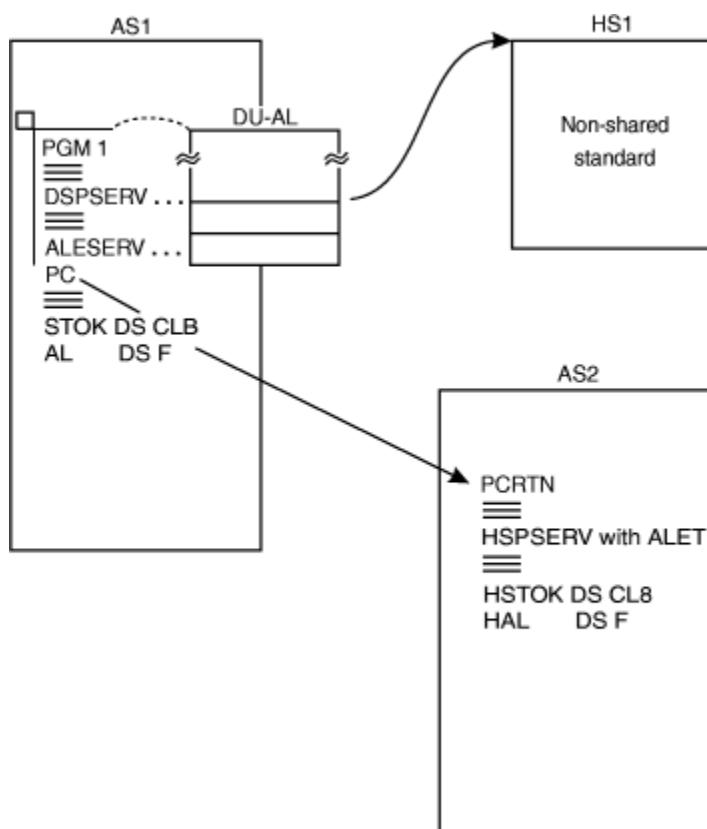 AS1
HS1
DU-AL
PGM 1
DSPSERV . . .
ALESERV . . .
PC
STOK DS CLB
AL DS F
Non-shared
standard
AS2
PCRTN
HSPSERV with ALET
HSTOK DS CL8
HAL DS F